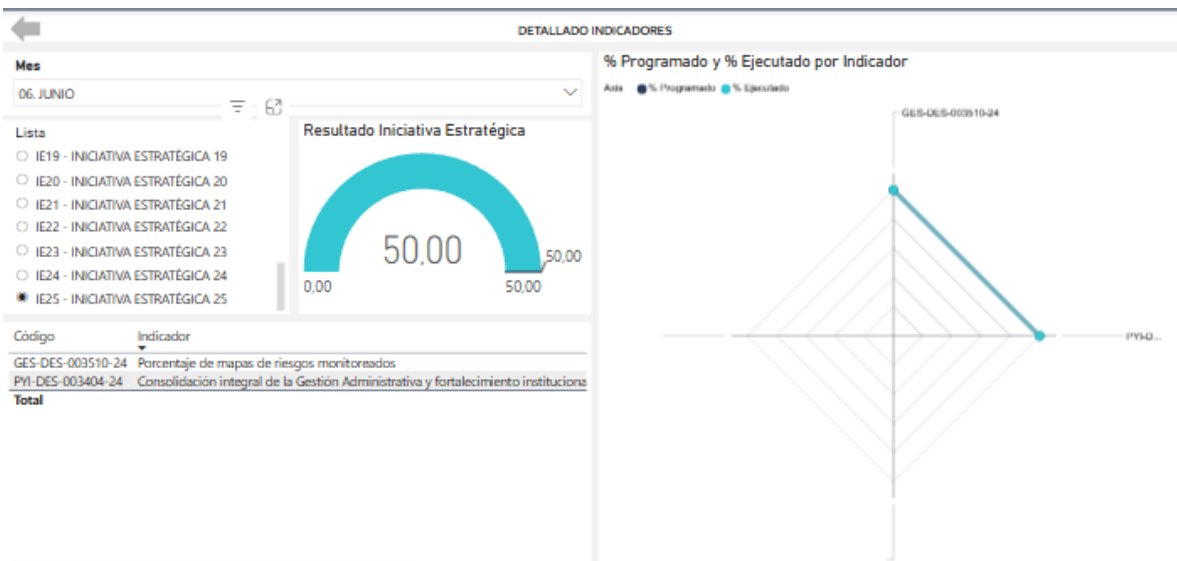 DETALLADO INDICADORES
Mes
06. JUNIO
Lista
IE19 - INICIATIVA ESTRATÉGICA 19
IE20 - INICIATIVA ESTRATÉGICA 20
IE21 - INICIATIVA ESTRATÉGICA 21
IE22 - INICIATIVA ESTRATÉGICA 22
IE23 - INICIATIVA ESTRATÉGICA 23
IE24 - INICIATIVA ESTRATÉGICA 24
IE25 - INICIATIVA ESTRATÉGICA 25
Resultado Iniciativa Estratégica
50,00
50,00
0,00
50,00
Código Indicador
GES-DES-003510-24 Porcentaje de mapas de riesgos monitoreados
PYI-DES-003404-24 Consolidación integral de la Gestión Administrativa y fortalecimiento instituciona
Total
% Programado y % Ejecutado por Indicador
Axis % Programado % Ejecutado
GES-DES-003510-24
PYI-D...